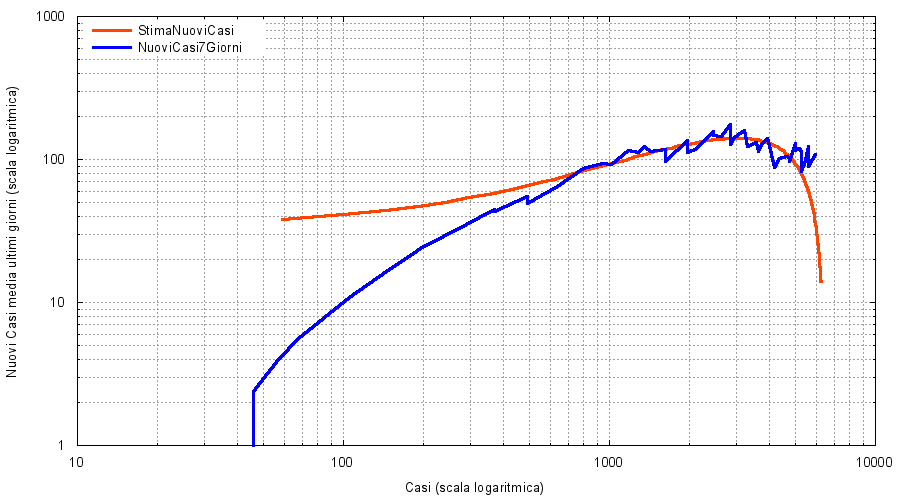 1000
StimaNuoviCasi
NuoviCasi7Giorni
100
10
1
10
100
1000
10000
Nuovi Casi media ultimi giorni (scala logaritmica)
Casi (scala logaritmica)